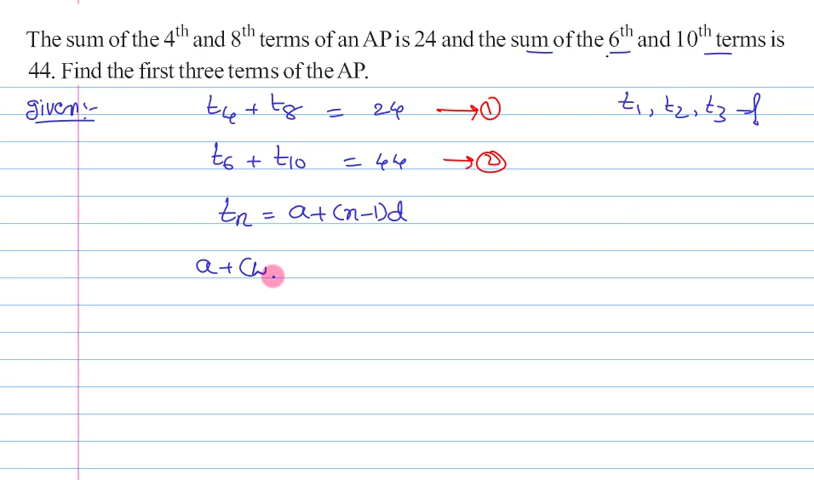 The sum of the 4th and 8th terms of an AP is 24 and the sum of the 6th and 10th terms is
44. Find the first three terms of the AP.
given:- t4 + t8 = 24 → ① t1, t2, t3 -
t6 + t10 = 44 → ②
tn = a + (n-1)d
a + (